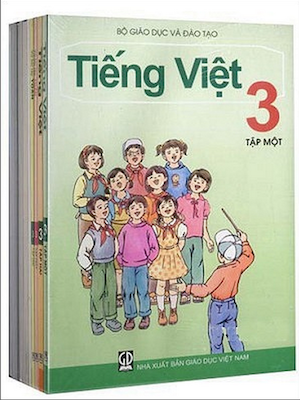 BỘ GIÁO DỤC VÀ ĐÀO TẠO
Tiếng Việt
3
TẬP MỘT
NHÀ XUẤT BẢN GIÁO DỤC VIỆT NAM